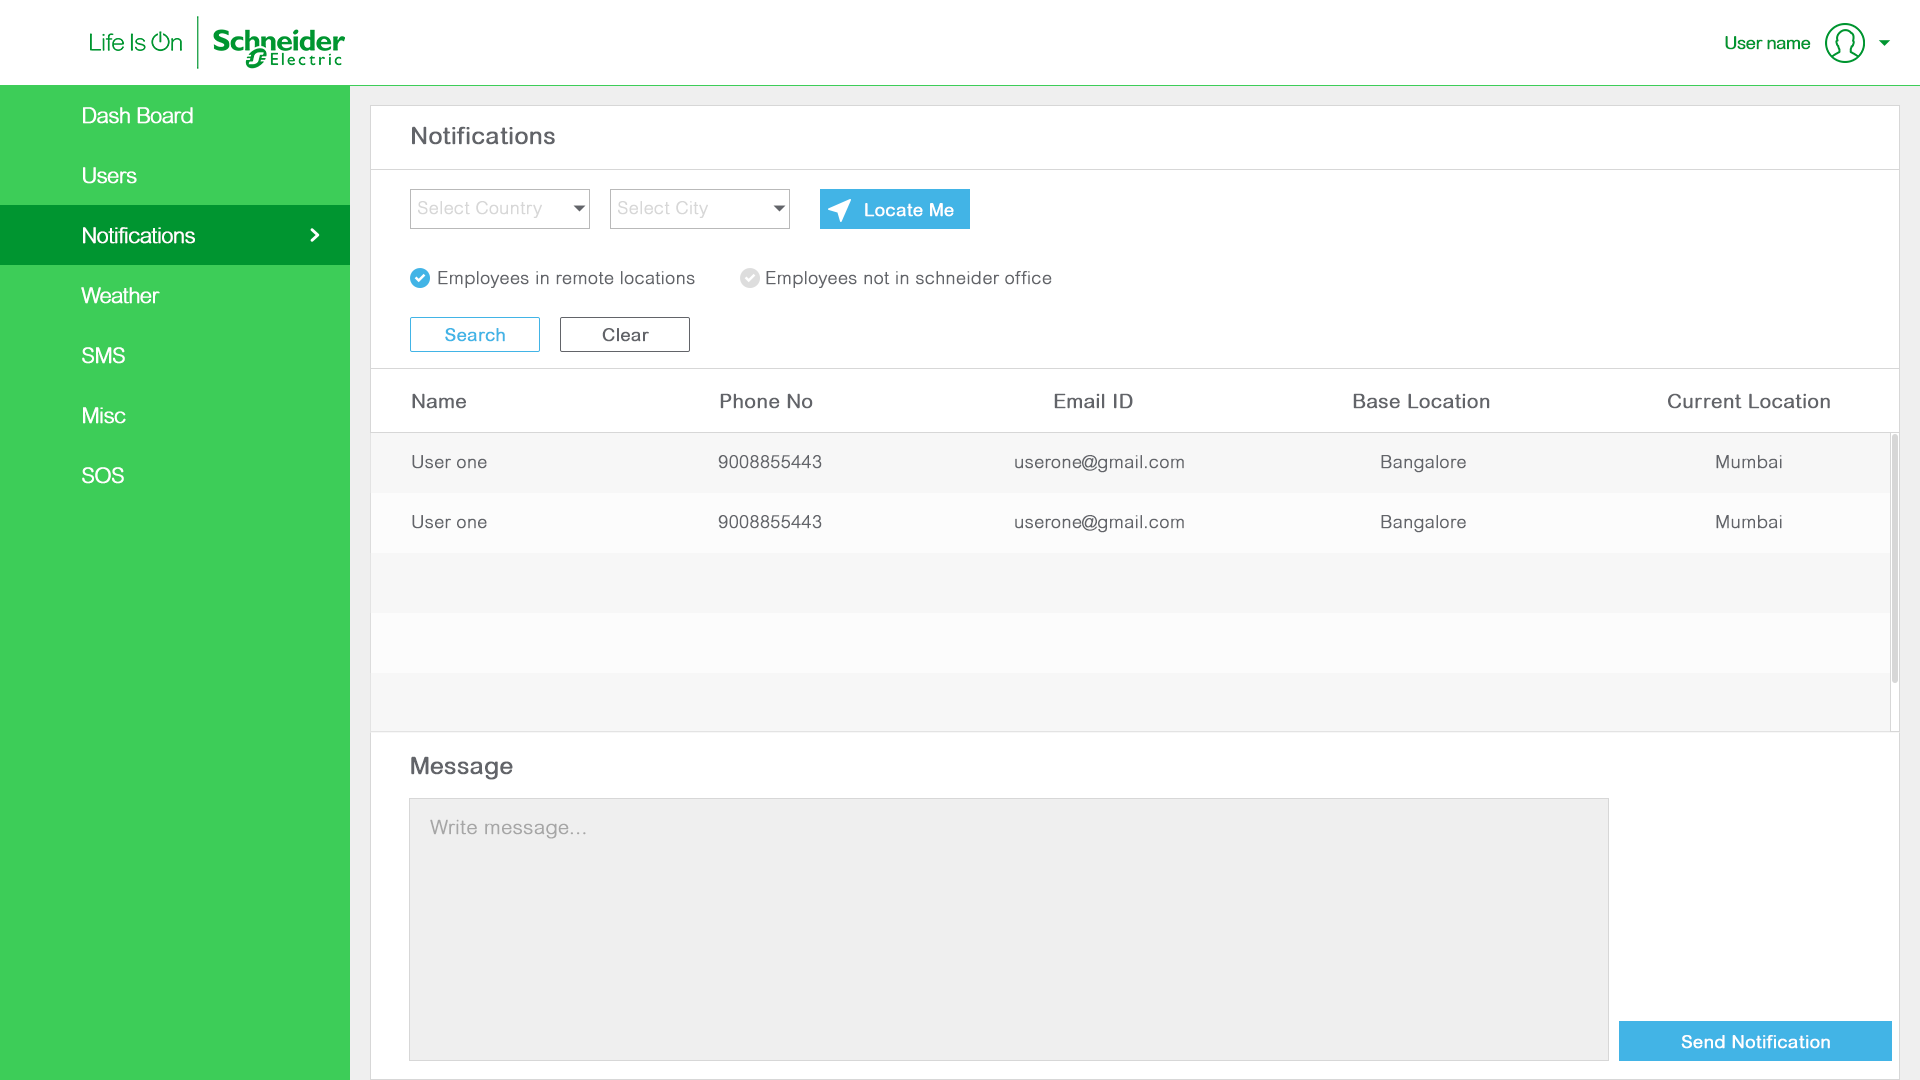 Life Is On Schneider Electric
User name
Dash Board
Users
Notifications
Weather
SMS
Misc
SOS
Notifications
Select Country Select City Locate Me
Employees in remote locations Employees not in schneider office
Search Clear
Name Phone No Email ID Base Location Current Location
User one 9008855443 userone@gmail.com Bangalore Mumbai
User one 9008855443 userone@gmail.com Bangalore Mumbai
Message
Write message...
Send Notification